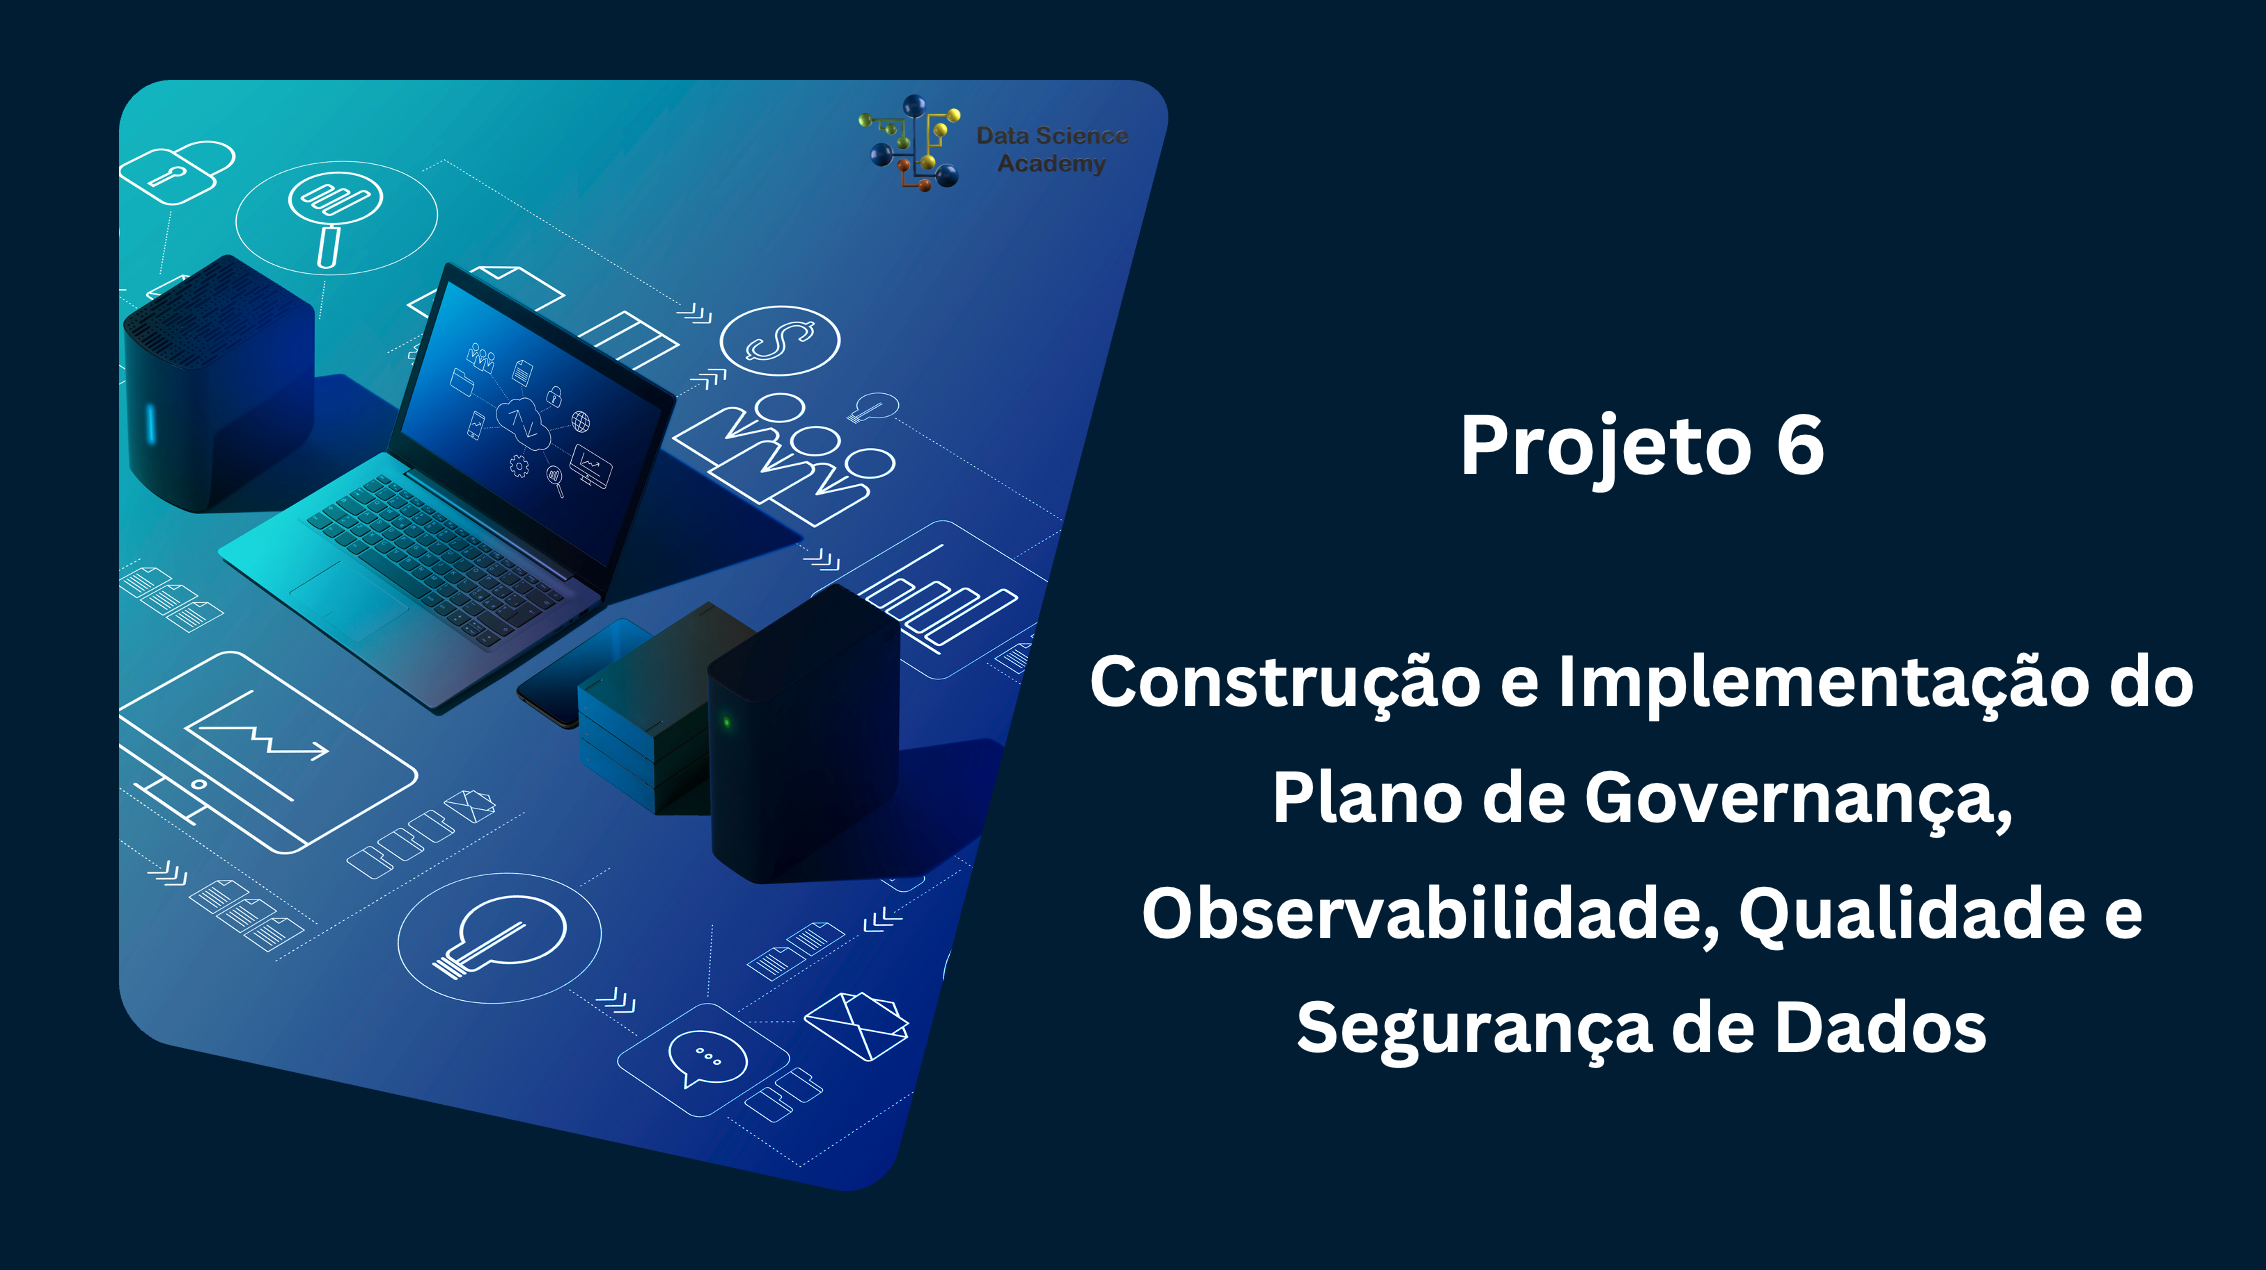 Data Science
Academy
Projeto 6
Construção e Implementação do
Plano de Governança,
Observabilidade, Qualidade e
Segurança de Dados